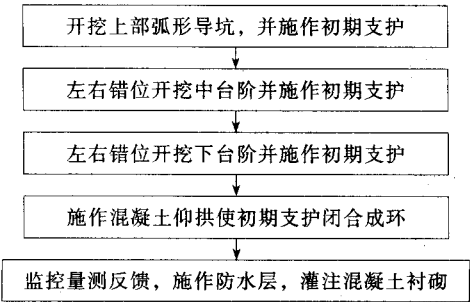 开挖上部弧形导坑，并施作初期支护
左右错位开挖中台阶并施作初期支护
左右错位开挖下台阶并施作初期支护
施作混凝土仰拱使初期支护闭合成环
监控量测反馈，施作防水层，灌注混凝土衬砌